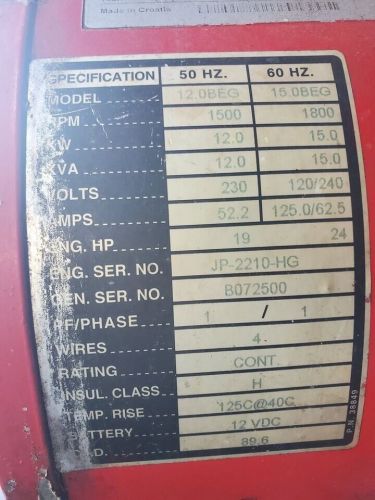 Made in Croatia
SPECIFICATION 50 HZ. 60 HZ.
MODEL 12.0BEG 15.0BEG
RPM 1500 1800
KW 12.0 15.0
KVA 12.0 15.0
VOLTS 230 120/240
AMPS 52.2 125.0/62.5
ENG. HP 19 24
ENG. SER. NO. JP-2210-HG
GEN. SER. NO. B072500
PF/PHASE 1 / 1
WIRES 4
RATING CONT.
INSUL. CLASS H
TEMP. RISE 125C@40C
BATTERY 12 VDC
.D. 89.6
P.N. 38849